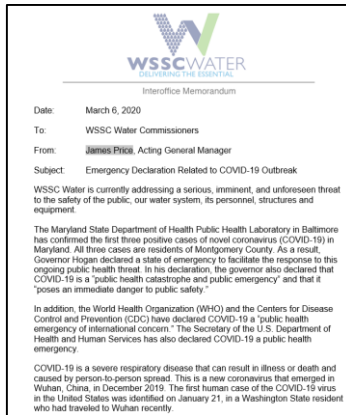 WSSCWATER
DELIVERING THE ESSENTIAL
Interoffice Memorandum
Date: March 6, 2020
To: WSSC Water Commissioners
From: James Price, Acting General Manager
Subject: Emergency Declaration Related to COVID-19 Outbreak
WSSC Water is currently addressing a serious, imminent, and unforeseen threat
to the safety of the public, our water system, its personnel, structures and
equipment.
The Maryland State Department of Health Public Health Laboratory in Baltimore
has confirmed the first three positive cases of novel coronavirus (COVID-19) in
Maryland. All three cases are residents of Montgomery County. As a result,
Governor Hogan declared a state of emergency to facilitate the response to this
ongoing public health threat. In his declaration, the governor also declared that
COVID-19 is a "public health catastrophe and public emergency" and that it
"poses an immediate danger to public safety."
In addition, the World Health Organization (WHO) and the Centers for Disease
Control and Prevention (CDC) have declared COVID-19 a "public health
emergency of international concern." The Secretary of the U.S. Department of
Health and Human Services has also declared COVID-19 a public health
emergency.
COVID-19 is a severe respiratory disease that can result in illness or death and
caused by person-to-person spread. This is a new coronavirus that emerged in
Wuhan, China, in December 2019. The first human case of the COVID-19 virus
in the United States was identified on January 21, in a Washington State resident
who had traveled to Wuhan recently.